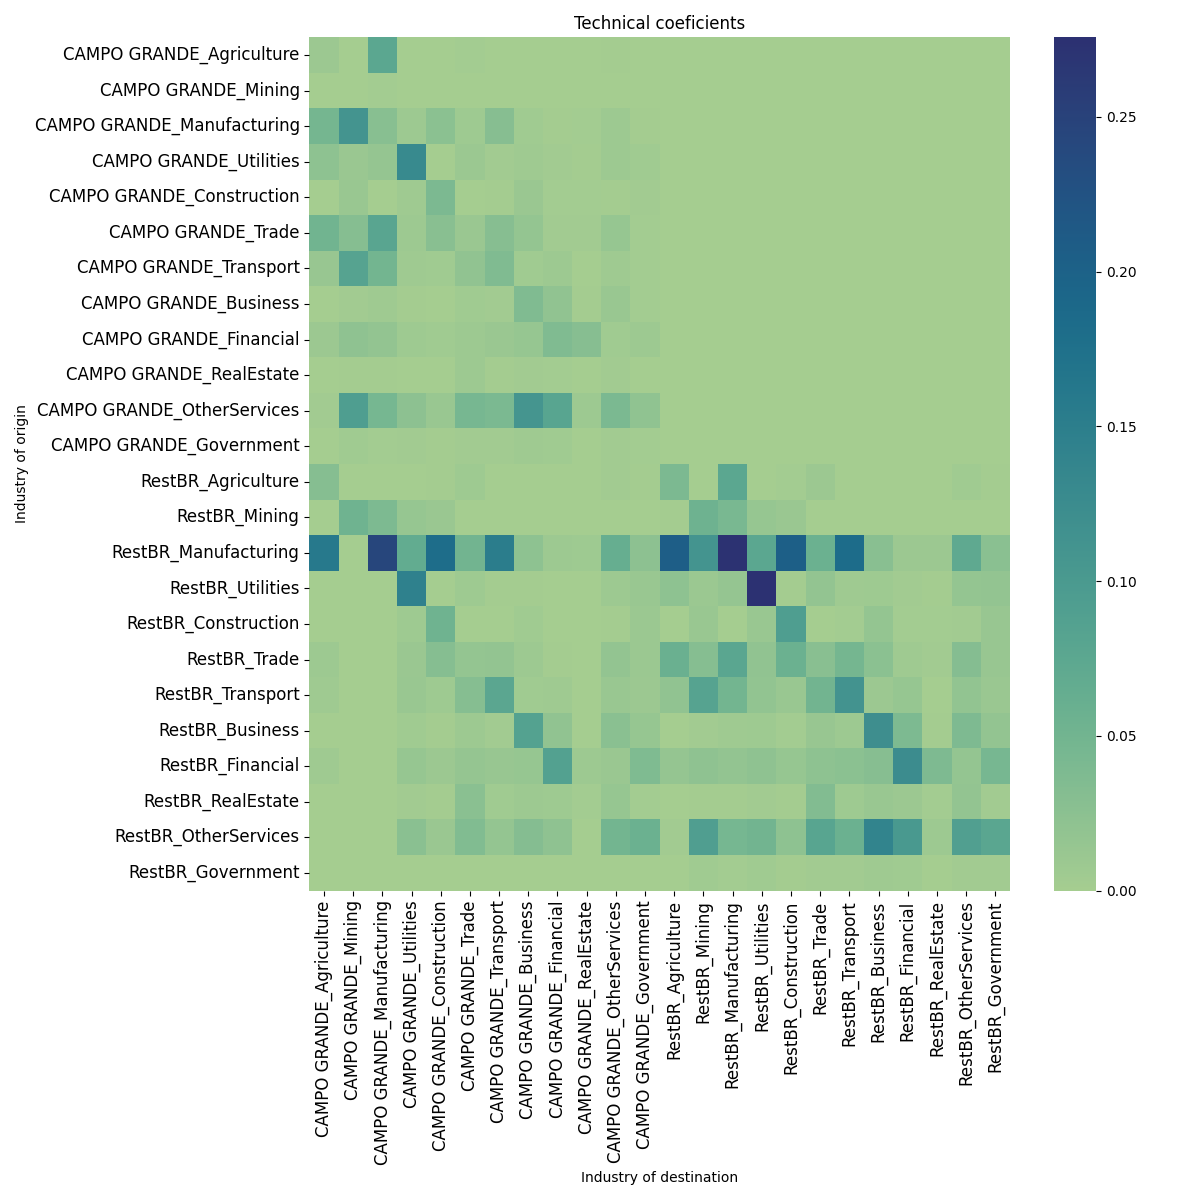 Technical coeficients
CAMPO GRANDE_Agriculture
CAMPO GRANDE_Mining
CAMPO GRANDE_Manufacturing
CAMPO GRANDE_Utilities
CAMPO GRANDE_Construction
CAMPO GRANDE_Trade
CAMPO GRANDE_Transport
CAMPO GRANDE_Business
CAMPO GRANDE_Financial
CAMPO GRANDE_RealEstate
CAMPO GRANDE_OtherServices
CAMPO GRANDE_Government
RestBR_Agriculture
RestBR_Mining
RestBR_Manufacturing
RestBR_Utilities
RestBR_Construction
RestBR_Trade
RestBR_Transport
RestBR_Business
RestBR_Financial
RestBR_RealEstate
RestBR_OtherServices
RestBR_Government
Industry of origin
CAMPO GRANDE_Agriculture
CAMPO GRANDE_Mining
CAMPO GRANDE_Manufacturing
CAMPO GRANDE_Utilities
CAMPO GRANDE_Construction
CAMPO GRANDE_Trade
CAMPO GRANDE_Transport
CAMPO GRANDE_Business
CAMPO GRANDE_Financial
CAMPO GRANDE_RealEstate
CAMPO GRANDE_OtherServices
CAMPO GRANDE_Government
RestBR_Agriculture
RestBR_Mining
RestBR_Manufacturing
RestBR_Utilities
RestBR_Construction
RestBR_Trade
RestBR_Transport
RestBR_Business
RestBR_Financial
RestBR_RealEstate
RestBR_OtherServices
RestBR_Government
Industry of destination
0.25
0.20
0.15
0.10
0.05
0.00